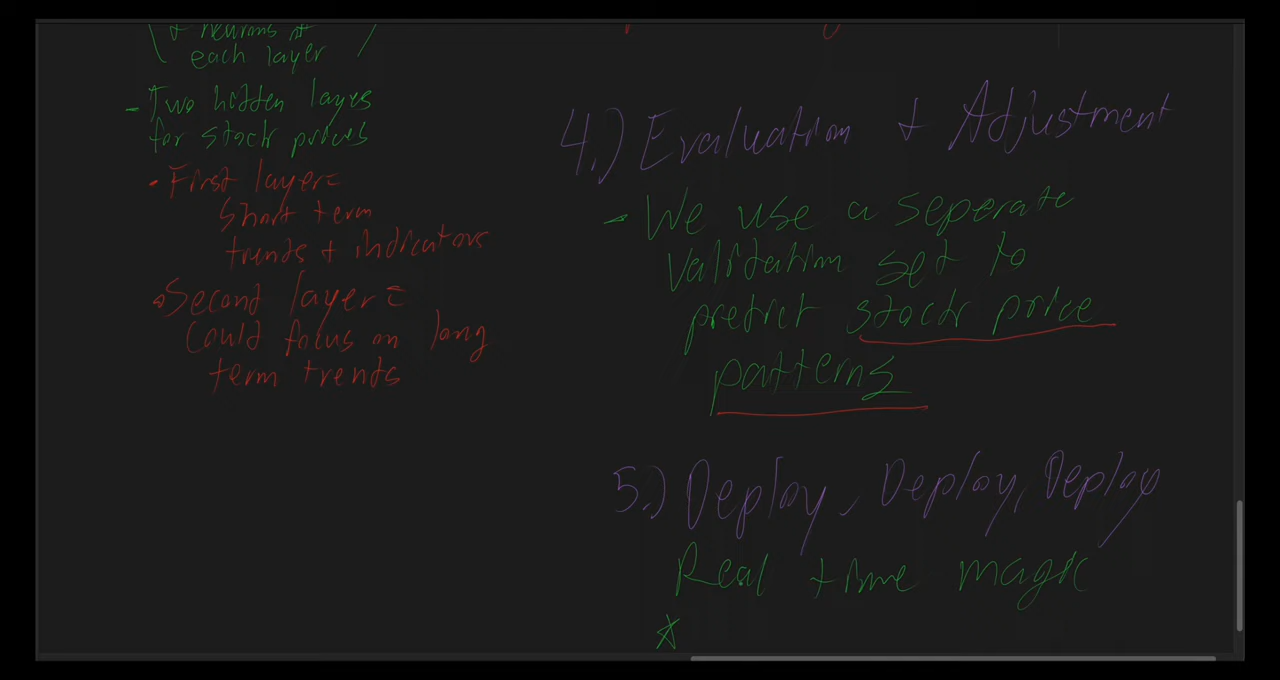 + neurons at
each layer
- Two hidden layes
for stock prices
• First layer=
short term
trends + indicators
• Second layer=
Could focus on long
term trends
4.) Evaluation + Adjustment
- We use a seperate
validation set to
predict stock price
patterns
5.) Deploy, Deploy, Deploy
Real time magic